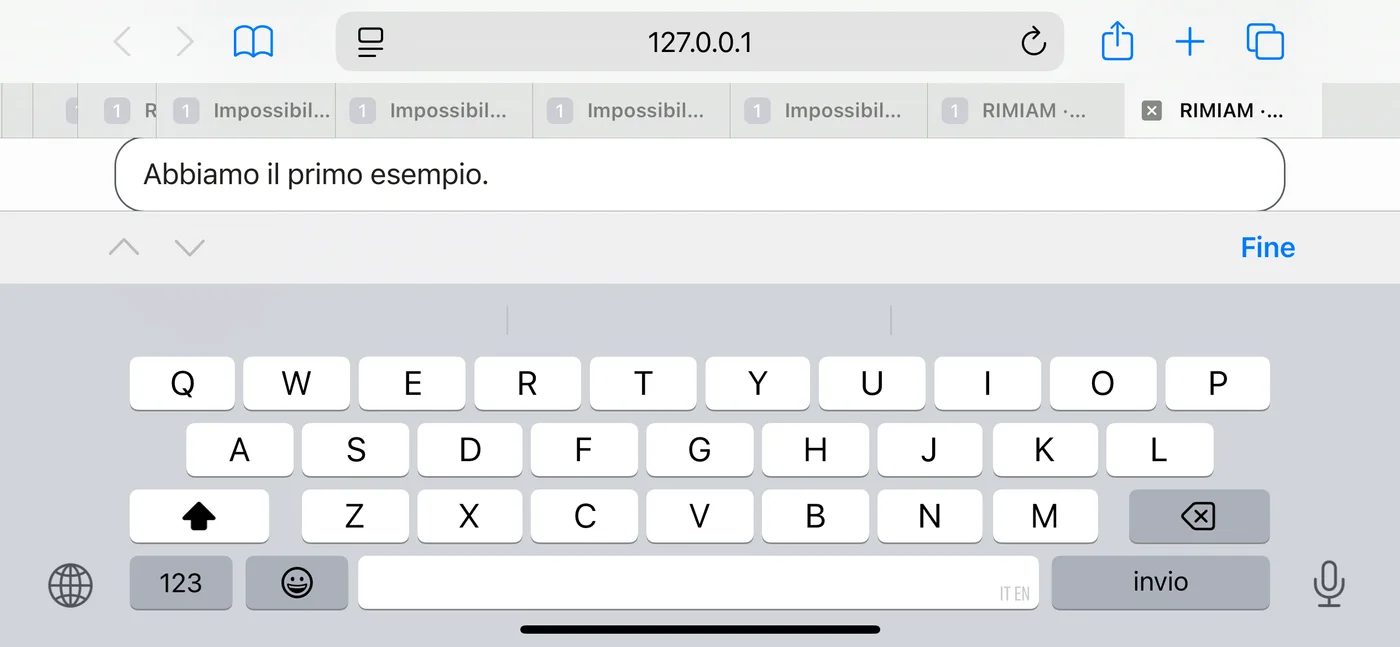 127.0.0.1
1 R 1 Impossibil... 1 Impossibil... 1 Impossibil... 1 Impossibil... 1 RIMIAM ·... RIMIAM ·...
Abbiamo il primo esempio.
Fine
Q W E R T Y U I O P
A S D F G H J K L
Z X C V B N M
123 IT EN invio